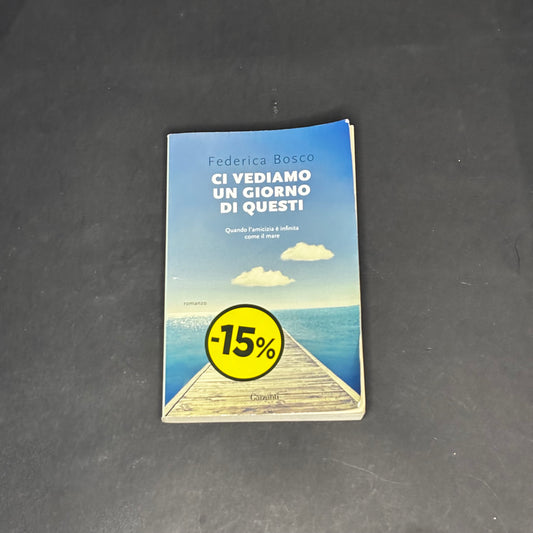 Federica Bosco
CI VEDIAMO
UN GIORNO
DI QUESTI
Quando l'amicizia è infinita
come il mare
romanzo
-15%
Garzanti